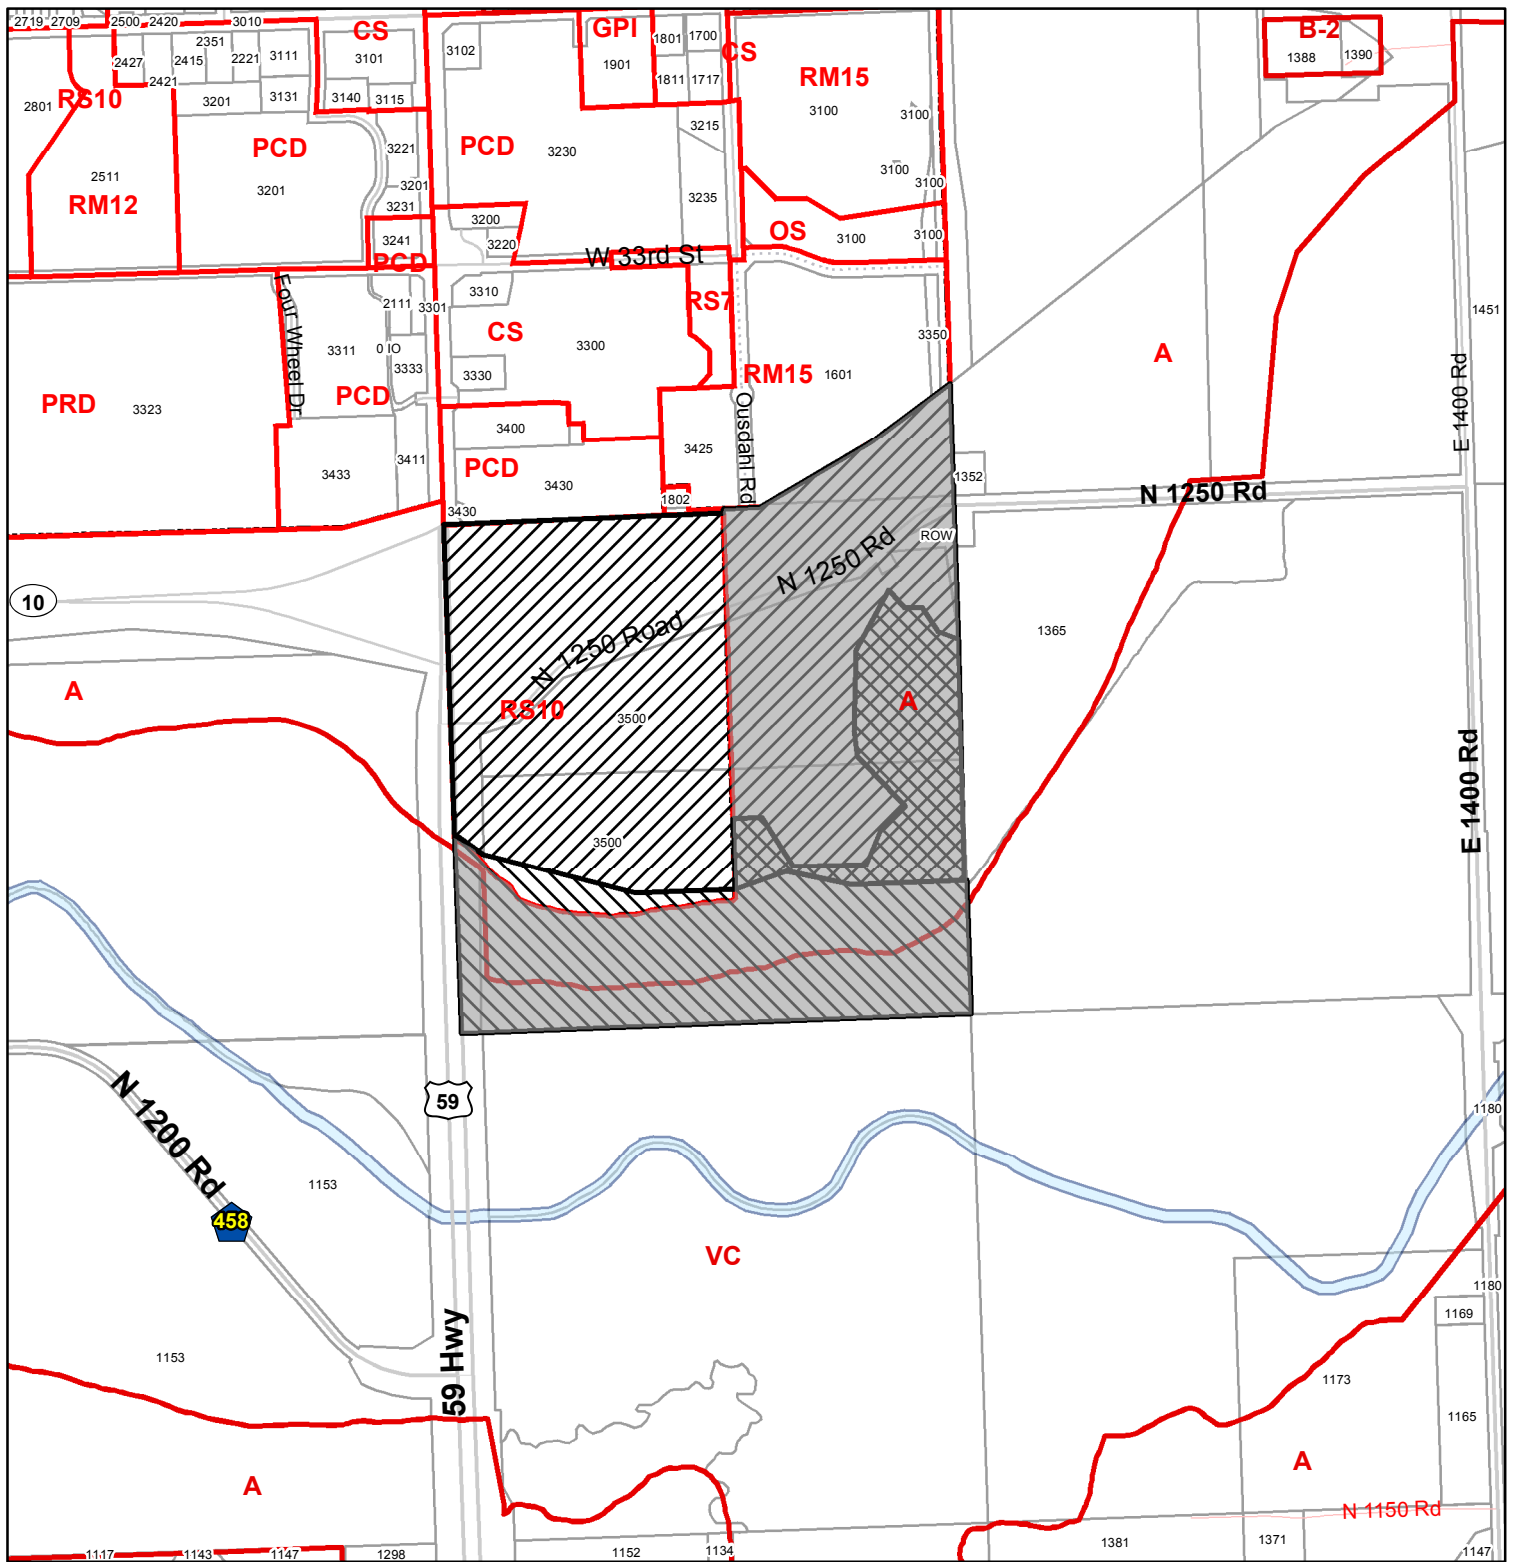 2719 2709 2500 2420 3010 CS GPI 1801 1700 CS B-2
2351
2427 2415 2221 3111 3101 3102 1901 1388 1390
2421 1811 1717 RM15
2801 RS10 3201 3131 3140 3115 3100 3100
3215
PCD 3221 PCD 3230
2511 3201 3201 3100 3100
RM12 3231 3235
3200 OS 3100 3100
3241 3220
PCD W 33rd St
Four Wheel Dr
2111 3301 3310 RS7
CS 3350 1451
3311 0 IO 3300 A
3333 3330 RM15 1601
PRD 3323 PCD
Ousdahl Rd
E 1400 Rd
3400
3433 3411 PCD 3425 1352
3430 1802 N 1250 Rd
3430
N 1250 Rd ROW
10
N 1250 Road 1365
A RS10 3500 A
E 1400 Rd
3500
N 1200 Rd
59
1180
1153
458
VC
1180
59 Hwy
1169
1153 1173
1165
A A
N 1150 Rd
1117 1143 1147 1298 1152 1134 1381 1371 1147